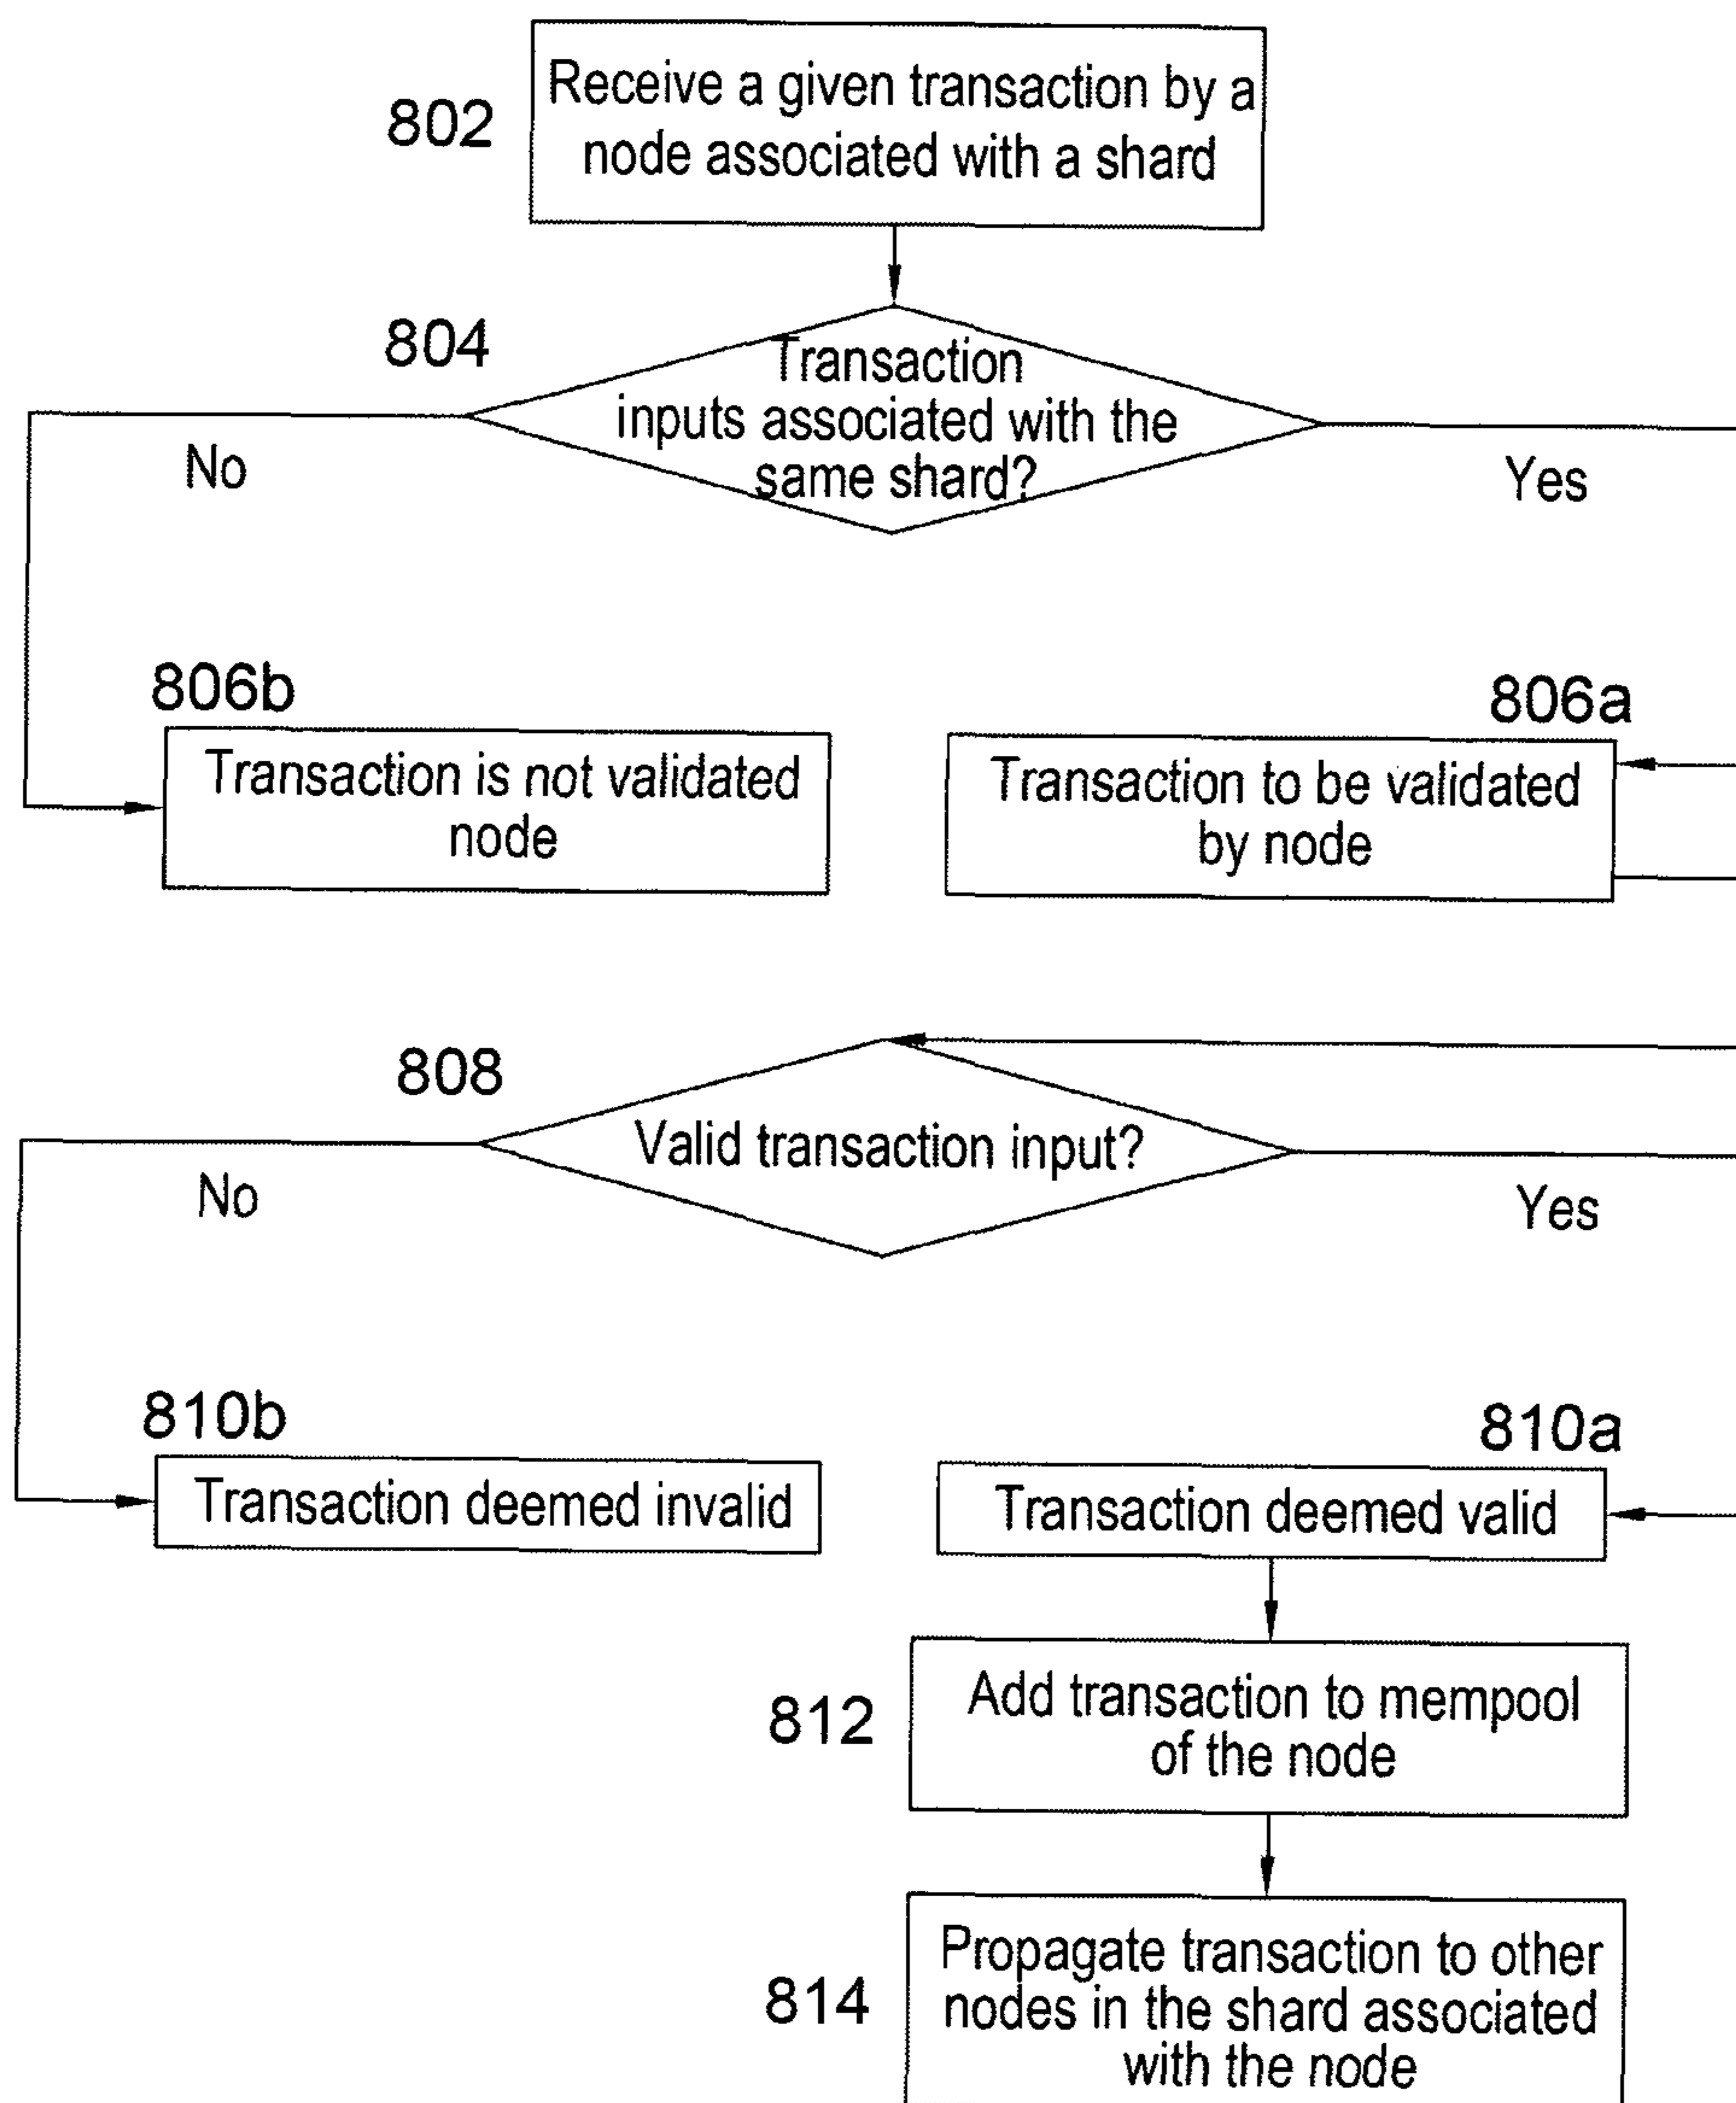 802
Receive a given transaction by a
node associated with a shard
804
Transaction
inputs associated with the
same shard?
No
Yes
806b
806a
Transaction is not validated
node
Transaction to be validated
by node
808
Valid transaction input?
No
Yes
810b
810a
Transaction deemed invalid
Transaction deemed valid
812
Add transaction to mempool
of the node
814
Propagate transaction to other
nodes in the shard associated
with the node